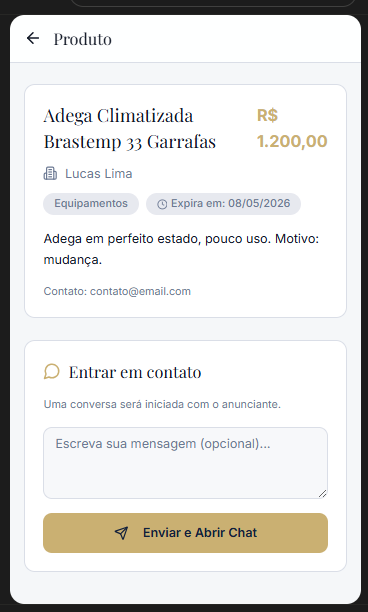 Produto
Adega Climatizada
Brastemp 33 Garrafas
R$
1.200,00
Lucas Lima
Equipamentos
Expira em: 08/05/2026
Adega em perfeito estado, pouco uso. Motivo:
mudança.
Contato: contato@email.com
Entrar em contato
Uma conversa será iniciada com o anunciante.
Escreva sua mensagem (opcional)...
Enviar e Abrir Chat